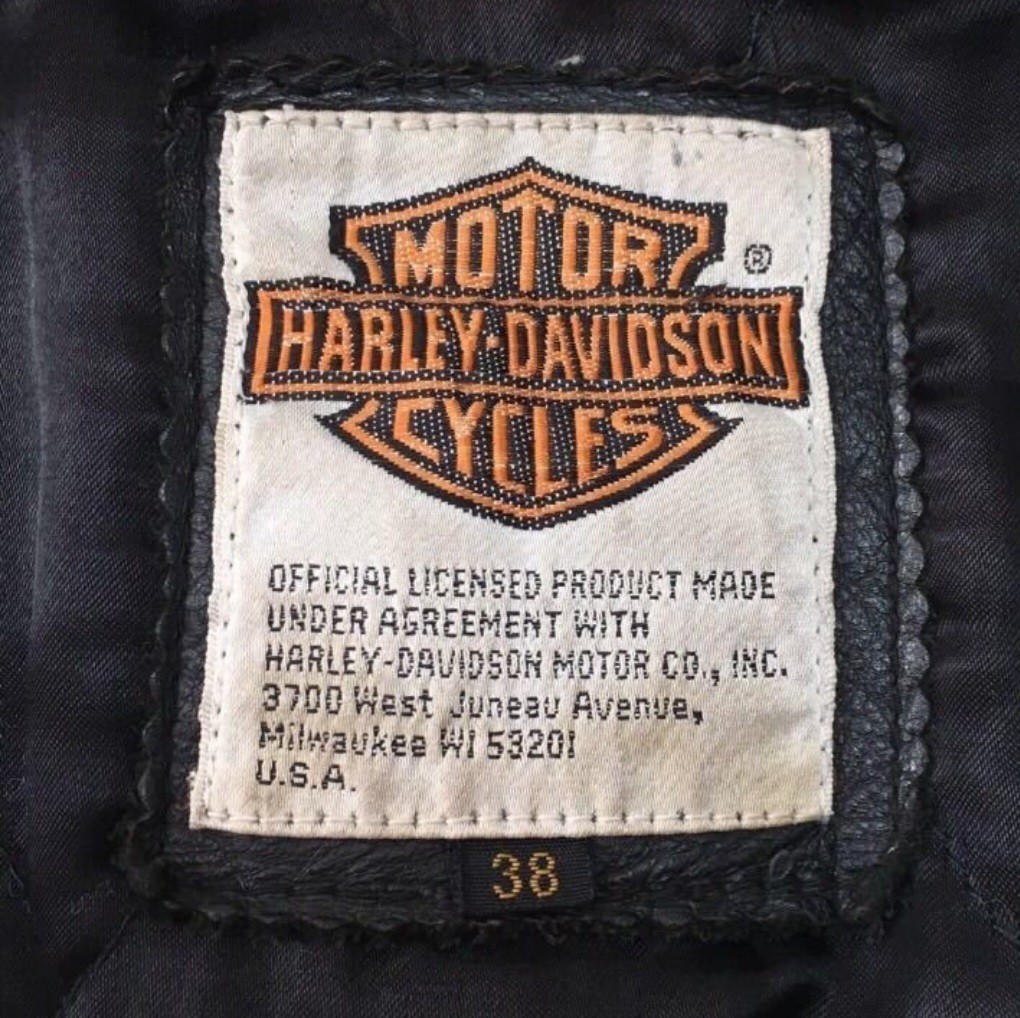 MOTOR
®
HARLEY-DAVIDSON
CYCLES
OFFICIAL LICENSED PRODUCT MADE
UNDER AGREEMENT WITH
HARLEY-DAVIDSON MOTOR CO., INC.
3700 West Juneau Avenue,
Milwaukee WI 53201
U.S.A.
38